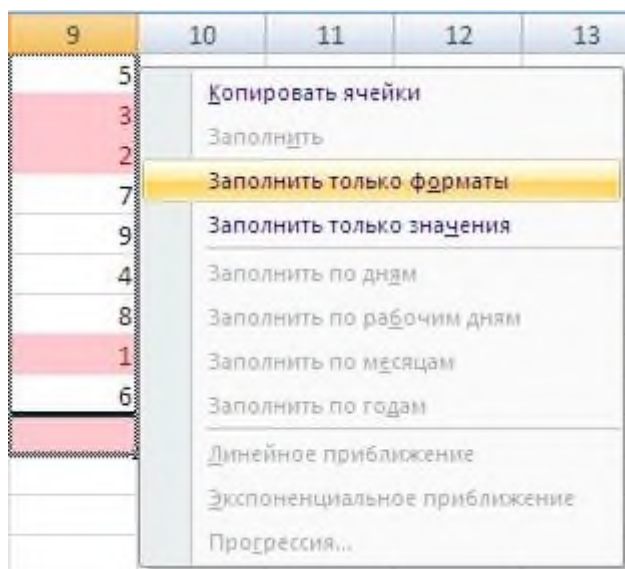 9 10 11 12 13
5
Копировать ячейки
3
Заполнить
2
Заполнить только форматы
7
Заполнить только значения
9
Заполнить по дням
4
Заполнить по рабочим дням
8
Заполнить по месяцам
1
Заполнить по годам
6
Линейное приближение
Экспоненциальное приближение
Прогрессия...